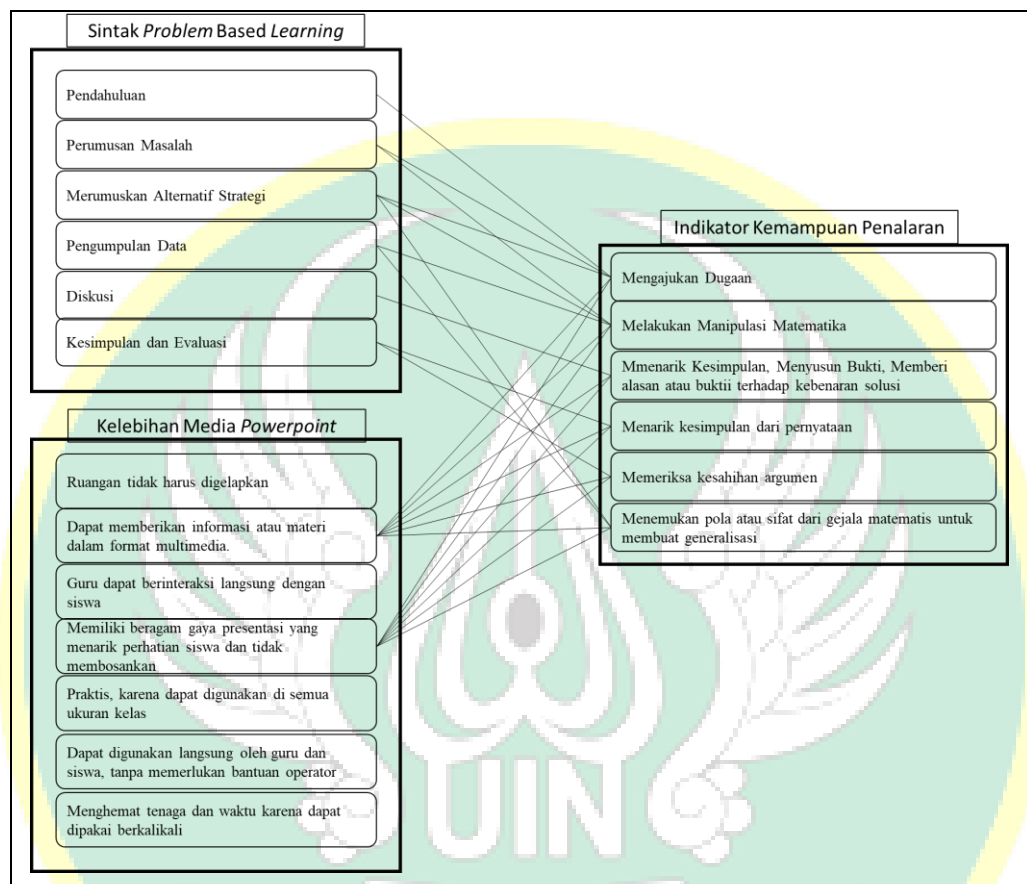 Sintak Problem Based Learning
Pendahuluan
Perumusan Masalah
Merumuskan Alternatif Strategi
Pengumpulan Data
Diskusi
Kesimpulan dan Evaluasi
Kelebihan Media Powerpoint
Ruangan tidak harus digelapkan
Dapat memberikan informasi atau materi
dalam format multimedia.
Guru dapat berinteraksi langsung dengan
siswa
Memiliki beragam gaya presentasi yang
menarik perhatian siswa dan tidak
membosankan
Praktis, karena dapat digunakan di semua
ukuran kelas
Dapat digunakan langsung oleh guru dan
siswa, tanpa memerlukan bantuan operator
Menghemat tenaga dan waktu karena dapat
dipakai berkalikali
Indikator Kemampuan Penalaran
Mengajukan Dugaan
Melakukan Manipulasi Matematika
Mmenarik Kesimpulan, Menyusun Bukti, Memberi
alasan atau buktii terhadap kebenaran solusi
Menarik kesimpulan dari pernyataan
Memeriksa kesahihan argumen
Menemukan pola atau sifat dari gejala matematis untuk
membuat generalisasi
UIN